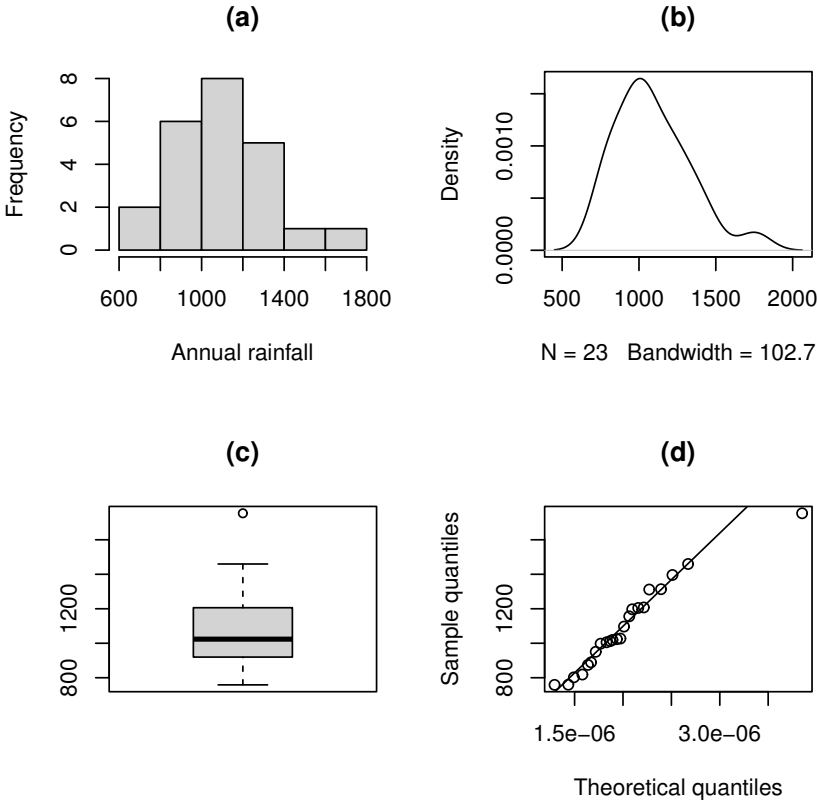 (a)
Frequency
8
6
4
2
0
600 1000 1400 1800
Annual rainfall
(b)
Density
0.0010
0.0000
500 1000 1500 2000
N = 23 Bandwidth = 102.7
(c)
1200
800
(d)
Sample quantiles
1200
800
1.5e−06 3.0e−06
Theoretical quantiles